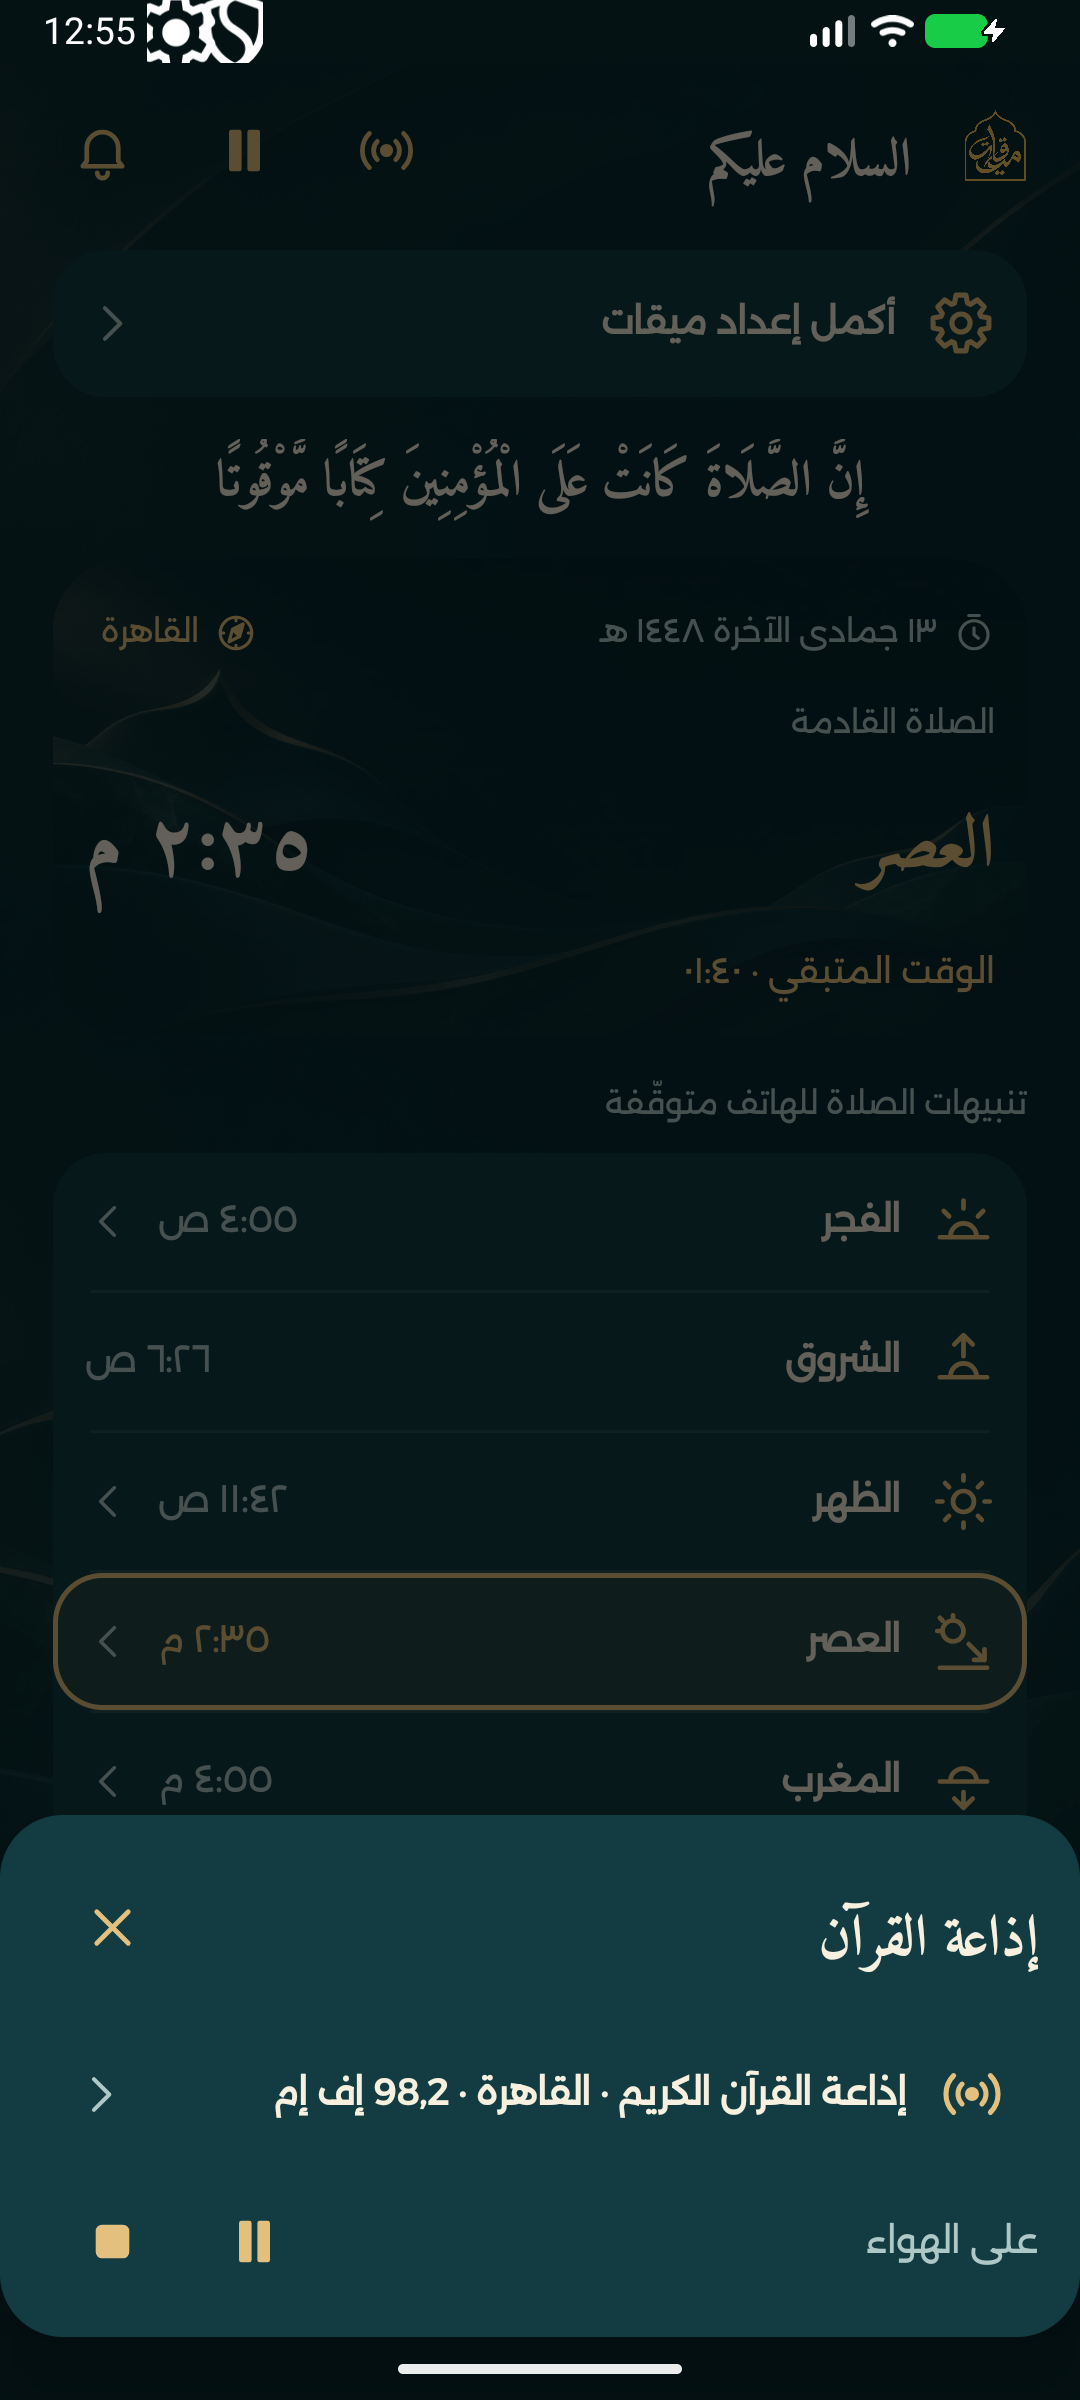 12:55
السلام عليكم
ميقات
أكمل إعداد ميقات
إِنَّ الصَّلَاةَ كَانَتْ عَلَى الْمُؤْمِنِينَ كِتَابًا مَّوْقُوتًا
١٣ جمادى الآخرة ١٤٤٨ هـ
القاهرة
الصلاة القادمة
العصر
٢:٣٥ م
الوقت المتبقي · ٠١:٤٠
تنبيهات الصلاة للهاتف متوقّفة
الفجر ٤:٥٥ ص
الشروق ٦:٢٦ ص
الظهر ١١:٤٢ ص
العصر ٢:٣٥ م
المغرب ٤:٥٥ م
إذاعة القرآن
إذاعة القرآن الكريم · القاهرة · 98,2 إف إم
على الهواء